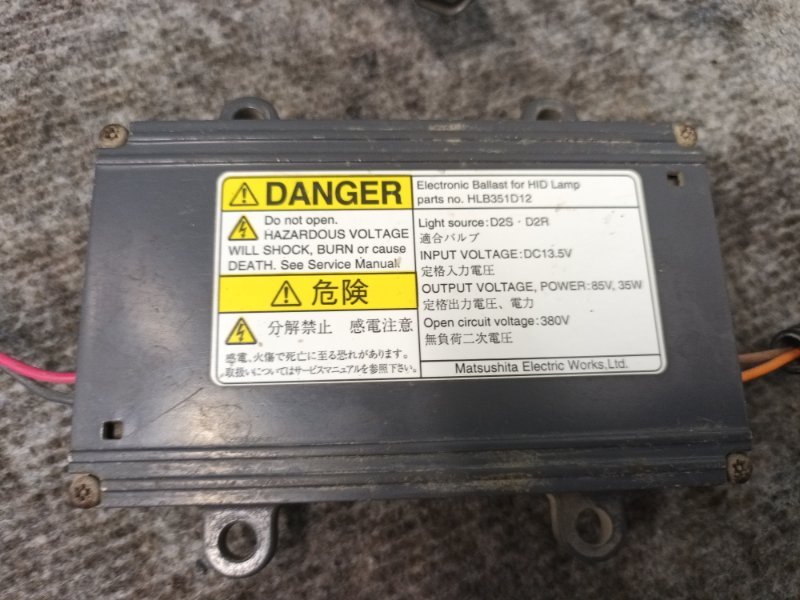 DANGER
Do not open.
HAZARDOUS VOLTAGE
WILL SHOCK, BURN or cause
DEATH. See Service Manual.
危険
分解禁止 感電注意
感電、火傷で死亡に至る恐れがあります。
取扱いについてはサービスマニュアルを参照下さい。
Electronic Ballast for HID Lamp
parts no. HLB351D12
Light source:D2S・D2R
適合バルブ
INPUT VOLTAGE:DC13.5V
定格入力電圧
OUTPUT VOLTAGE, POWER:85V, 35W
定格出力電圧、電力
Open circuit voltage:380V
無負荷二次電圧
Matsushita Electric Works,Ltd.